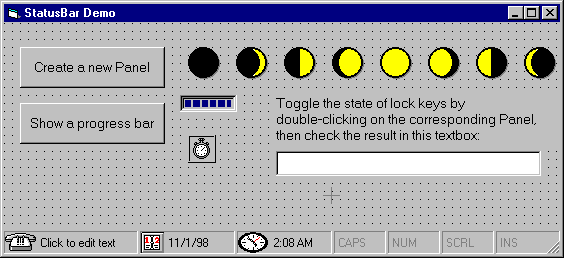 StatusBar Demo
Create a new Panel
Show a progress bar
Toggle the state of lock keys by
double-clicking on the corresponding Panel,
then check the result in this textbox:
Click to edit text
11/1/98
2:08 AM
CAPS
NUM
SCRL
INS